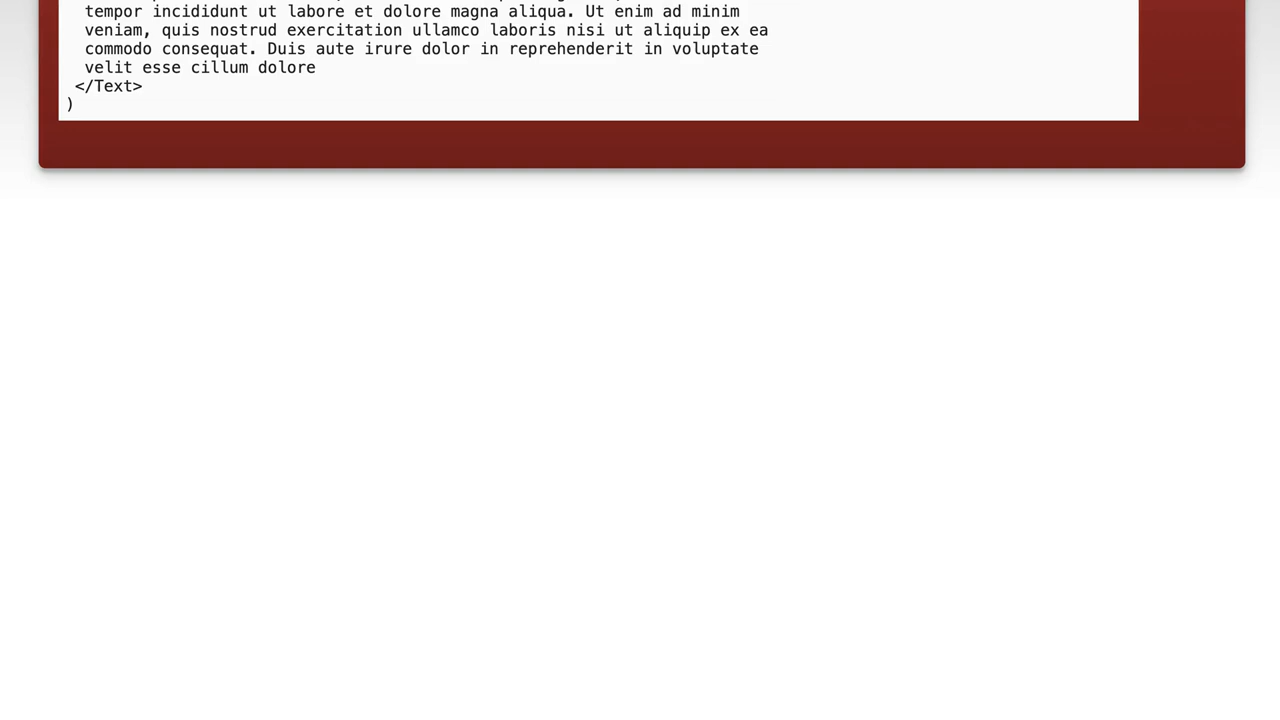 tempor incididunt ut labore et dolore magna aliqua. Ut enim ad minim
veniam, quis nostrud exercitation ullamco laboris nisi ut aliquip ex ea
commodo consequat. Duis aute irure dolor in reprehenderit in voluptate
velit esse cillum dolore
</Text>
)